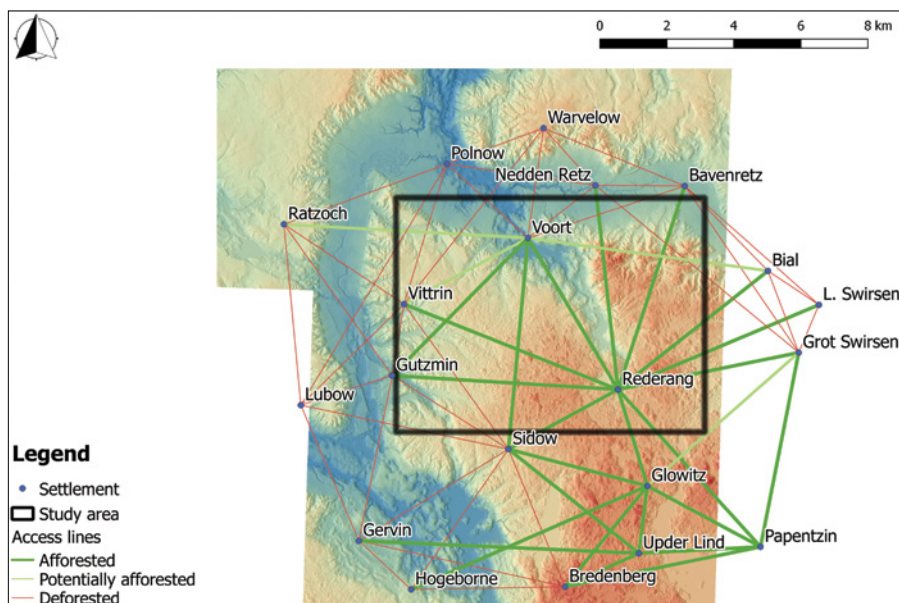 0 2 4 6 8 km
Warvelow
Polnow
Nedden Retz
Bavenretz
Ratzoch
Voort
Bial
Vittrin
L. Swirsen
Grot Swirsen
Gutzmin
Rederang
Lubow
Sidow
Glowitz
Gervin
Upder Lind
Papentzin
Hogeborne
Bredenberg
Legend
Settlement
Study area
Access lines
Afforested
Potentially afforested
Deforested